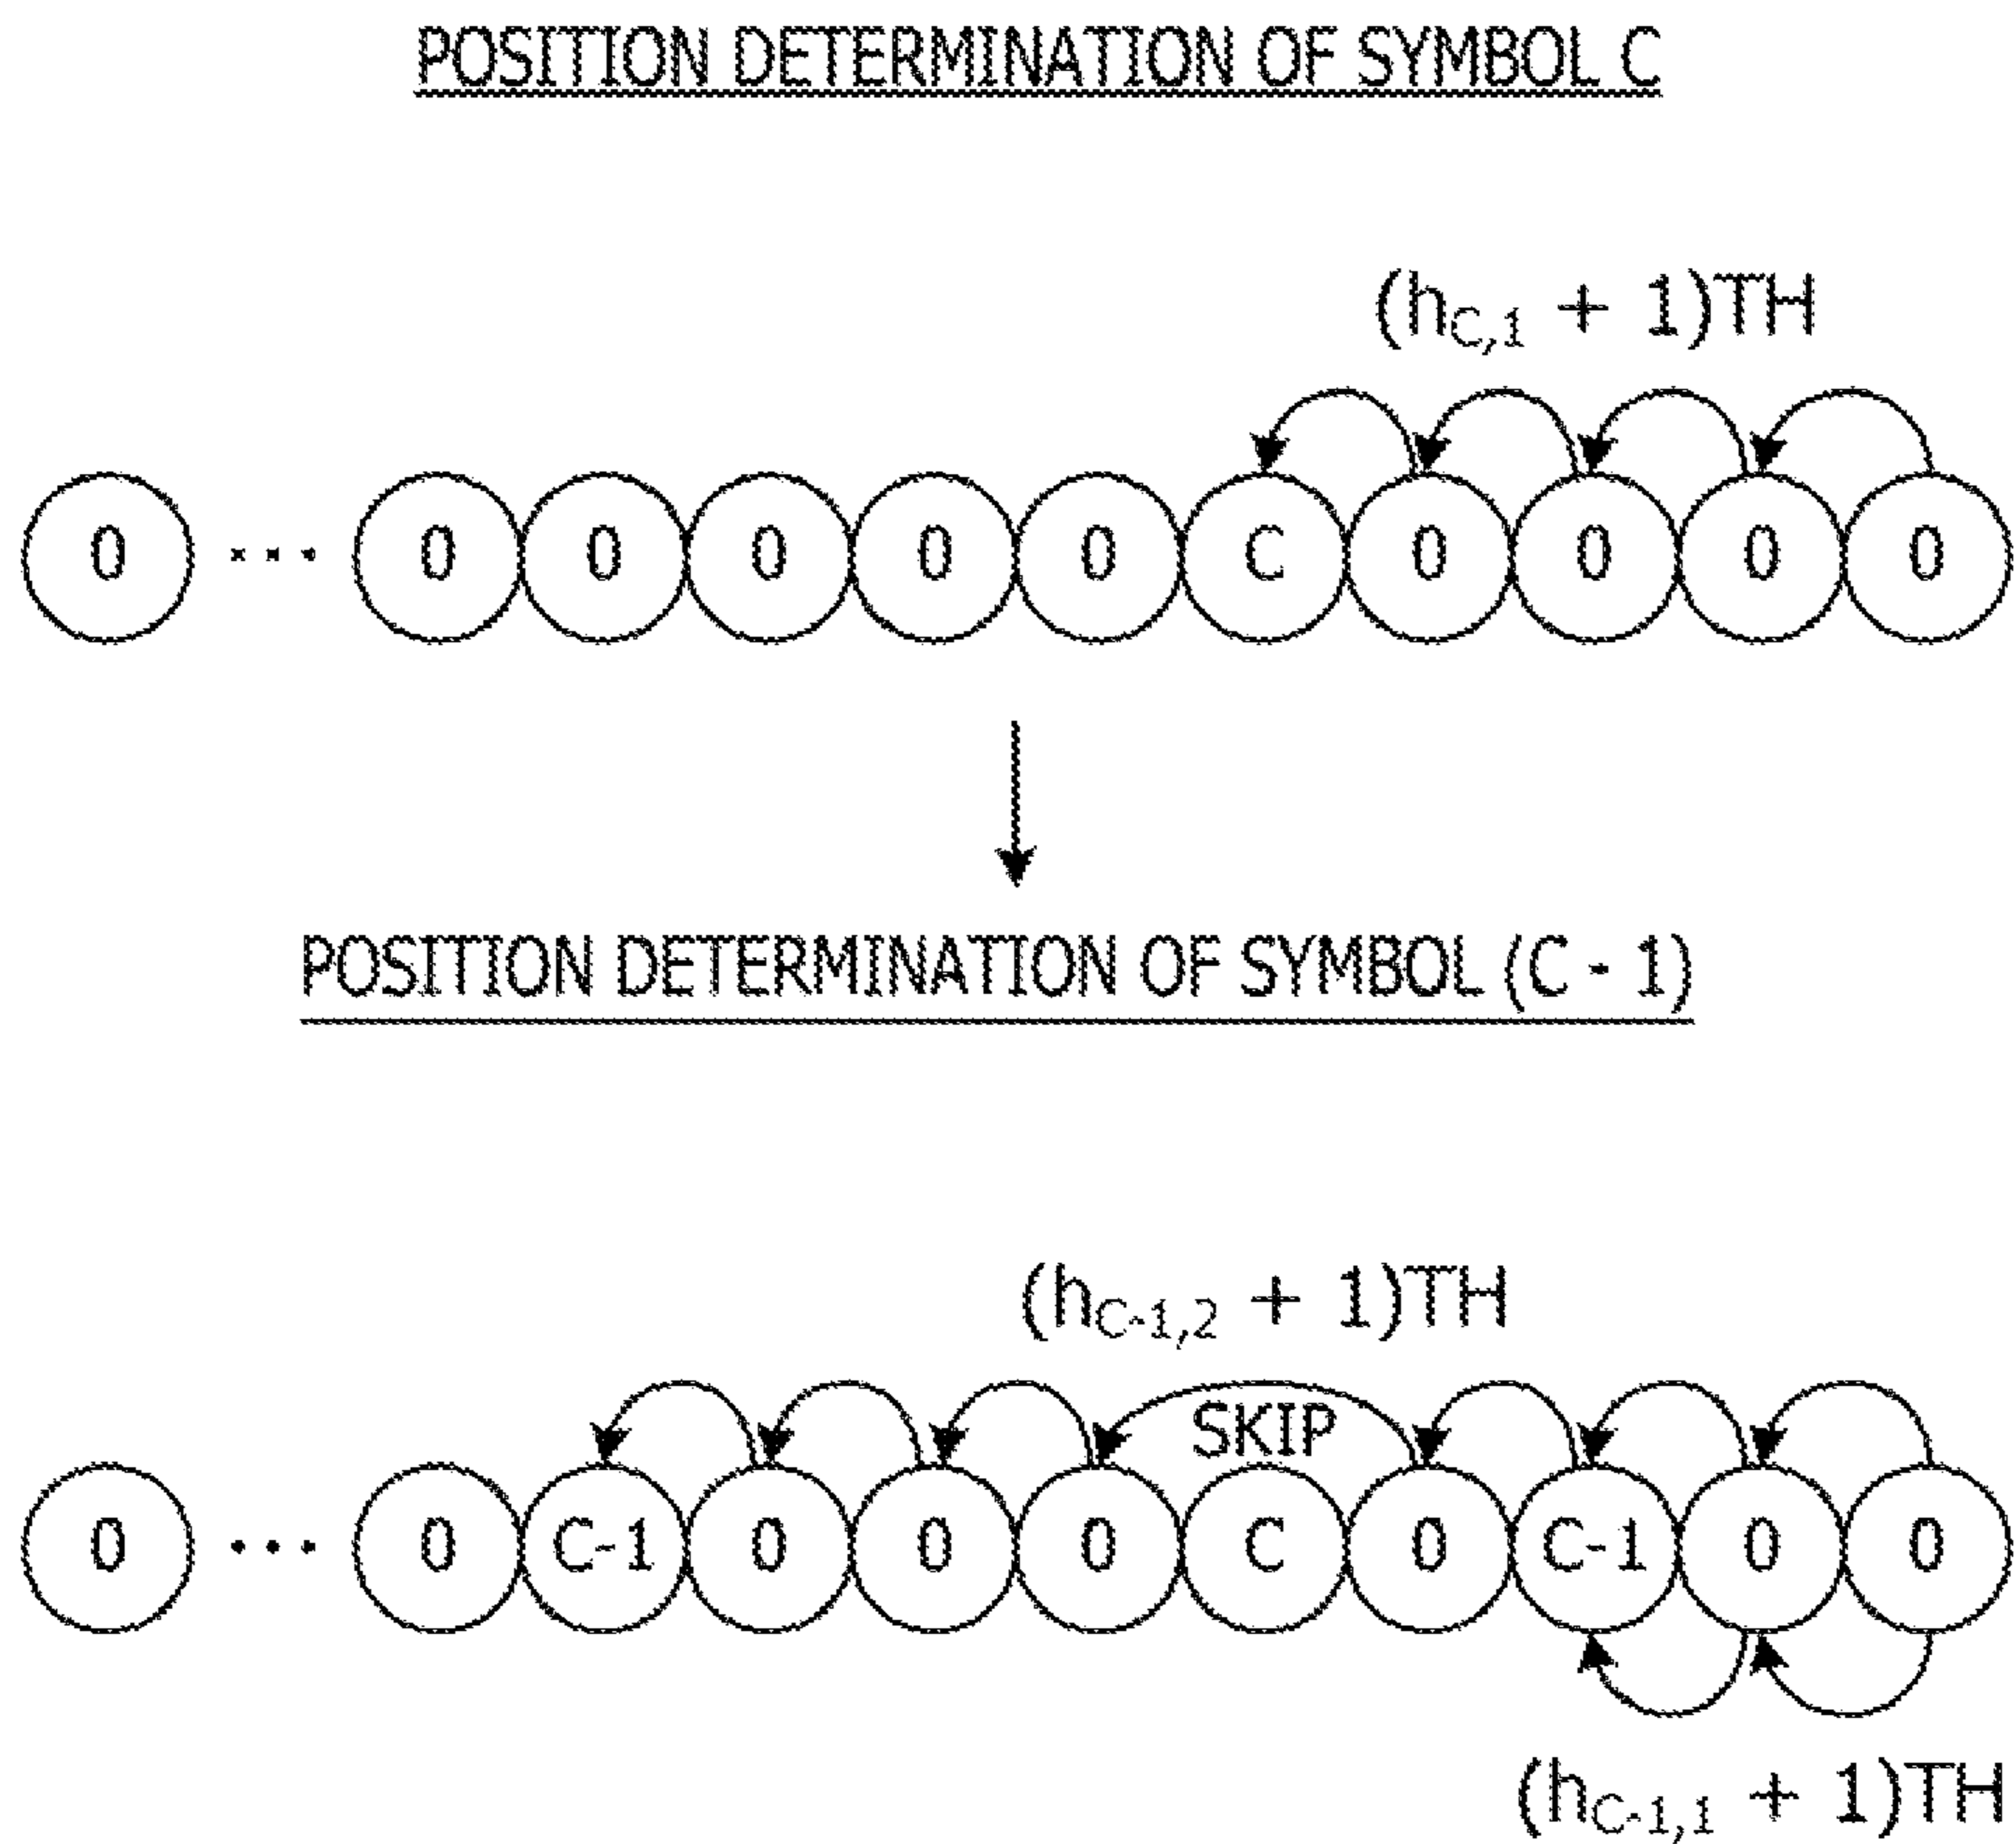 POSITION DETERMINATION OF SYMBOL C
(h_{C,1} + 1)TH
0 ··· 0 0 0 0 0 C 0 0 0 0
POSITION DETERMINATION OF SYMBOL (C - 1)
(h_{C-1,2} + 1)TH
SKIP
0 ··· 0 C-1 0 0 0 C 0 C-1 0 0
(h_{C-1,1} + 1)TH